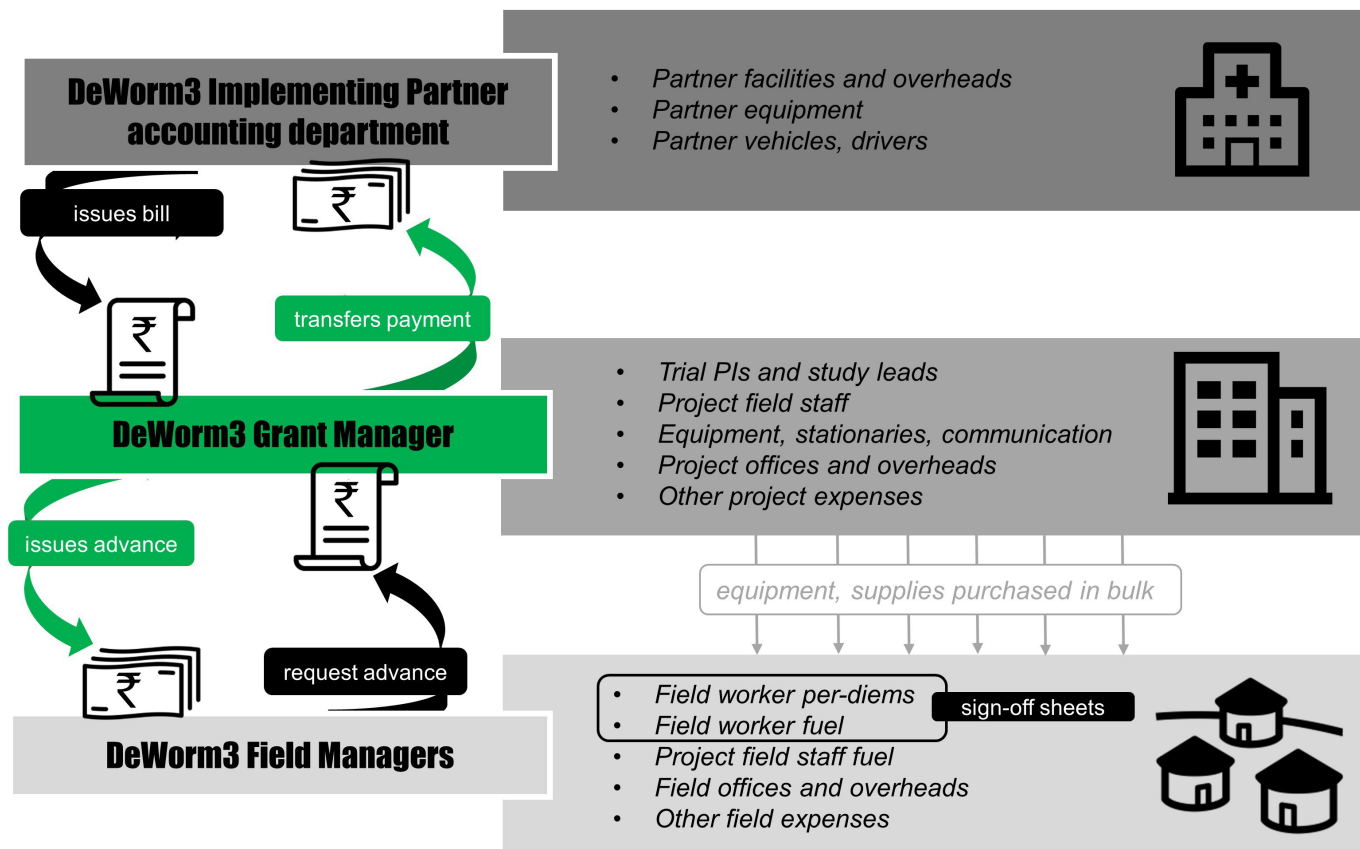 DeWorm3 Implementing Partner
accounting department
• Partner facilities and overheads
• Partner equipment
• Partner vehicles, drivers
issues bill
₹
₹
transfers payment
DeWorm3 Grant Manager
• Trial PIs and study leads
• Project field staff
• Equipment, stationaries, communication
• Project offices and overheads
• Other project expenses
₹
issues advance
equipment, supplies purchased in bulk
request advance
₹
DeWorm3 Field Managers
• Field worker per-diems
• Field worker fuel
sign-off sheets
• Project field staff fuel
• Field offices and overheads
• Other field expenses